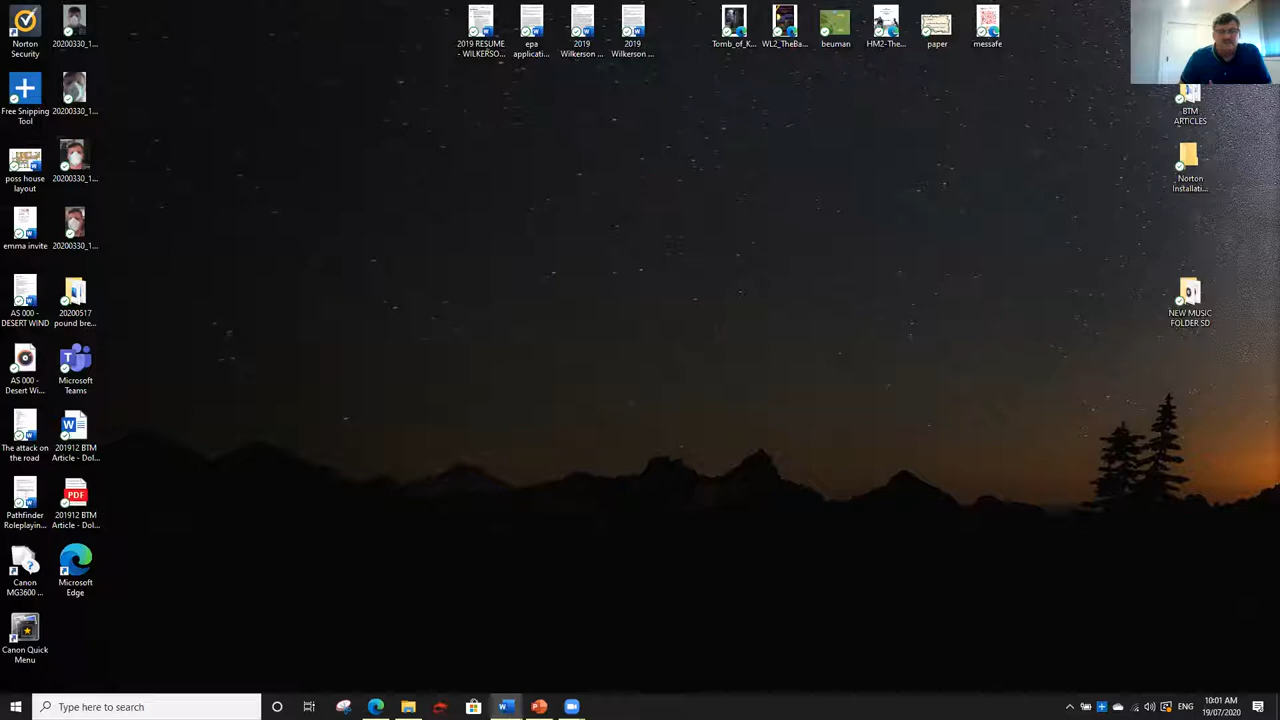 Norton
Security
20200330_1...
2019 RESUME
- WILKERSO...
epa
applicati...
2019
Wilkerson ...
2019
Wilkerson ...
Tomb_of_K...
WL2_TheBa...
beuman
HM2-The...
paper
messafe
Free Snipping
Tool
20200330_1...
BTM
ARTICLES
poss house
layout
20200330_1...
Norton
Installati...
emma invite
20200330_1...
AS 000 -
DESERT WIND
20200517
pound bre...
NEW MUSIC
FOLDER SD
AS 000 -
Desert Wi...
Microsoft
Teams
The attack on
the road
201912 BTM
Article - Dol...
Pathfinder
Roleplayin...
PDF
201912 BTM
Article - Dol...
Canon
MG3600 ...
Microsoft
Edge
Canon Quick
Menu
Type here to search
ENG
10:01 AM
19/07/2020